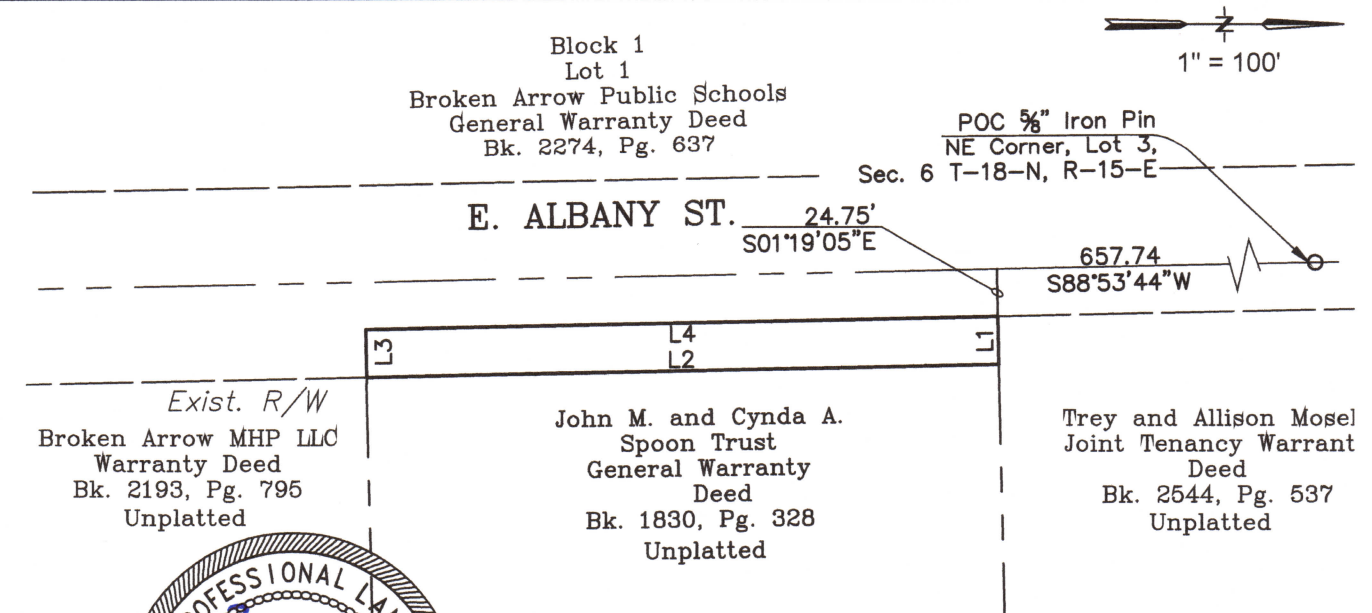 Z
1" = 100'
Block 1
Lot 1
Broken Arrow Public Schools
General Warranty Deed
Bk. 2274, Pg. 637
POC ⅝" Iron Pin
NE Corner, Lot 3,
Sec. 6 T-18-N, R-15-E
E. ALBANY ST.
24.75'
S01°19'05"E
657.74
S88°53'44"W
L3
L4
L2
L1
Exist. R/W
Broken Arrow MHP LLC
Warranty Deed
Bk. 2193, Pg. 795
Unplatted
John M. and Cynda A.
Spoon Trust
General Warranty
Deed
Bk. 1830, Pg. 328
Unplatted
Trey and Allison Mosel
Joint Tenancy Warrant
Deed
Bk. 2544, Pg. 537
Unplatted
OFESSIONAL LA